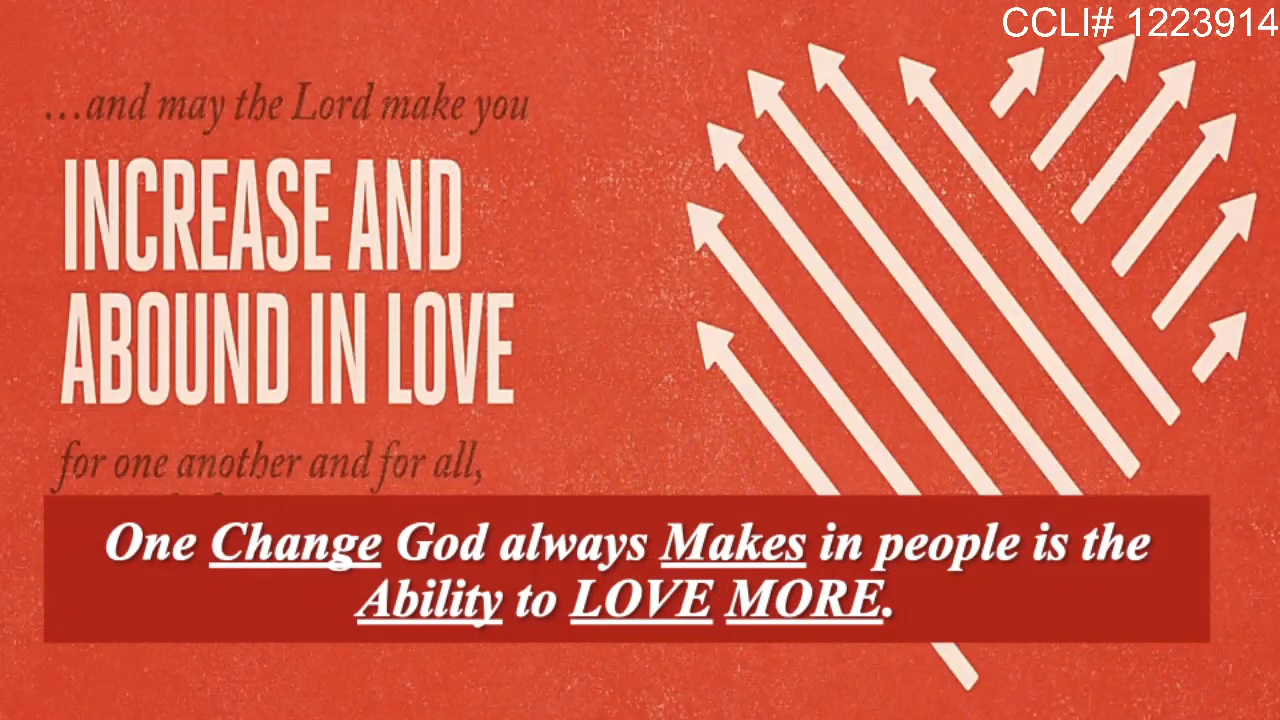 CCLI# 1223914
...and may the Lord make you
INCREASE AND
ABOUND IN LOVE
for one another and for all,
One Change God always Makes in people is the
Ability to LOVE MORE.